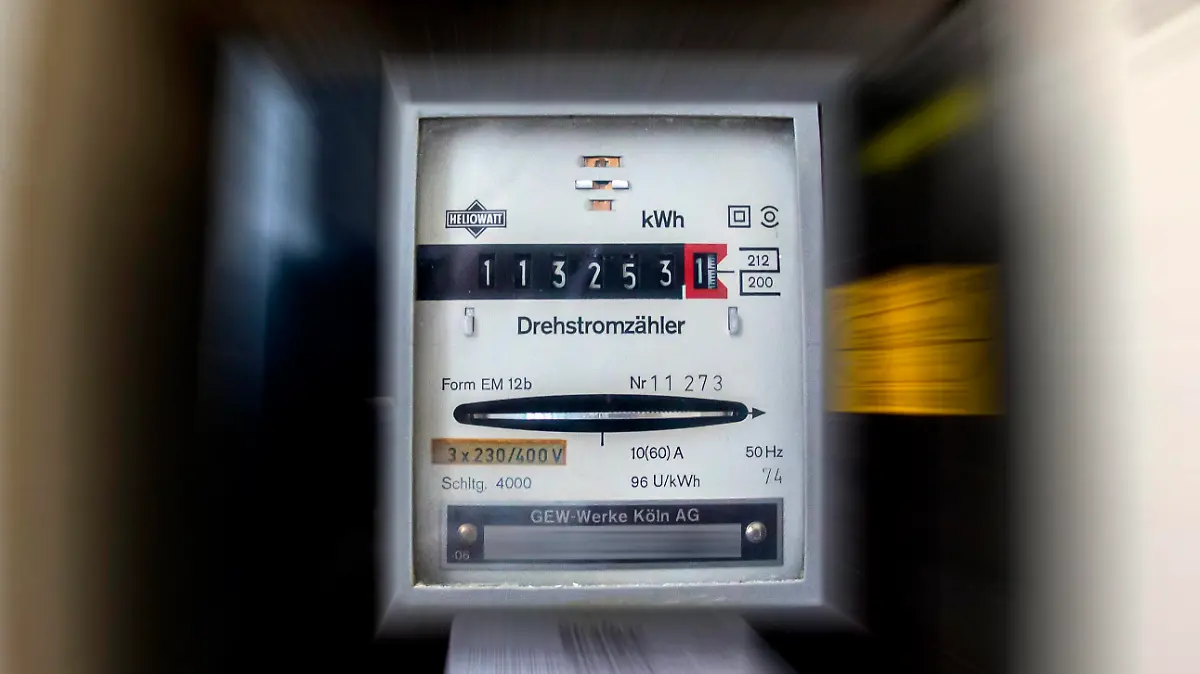 HELIOWATT
kWh
1 1 3 2 5 3 1
212
200
Drehstromzähler
Form EM 12b
Nr 11 273
3 x 230/400 V
10(60) A
50 Hz
Schltg. 4000
96 U/kWh
74
GEW-Werke Köln AG
06